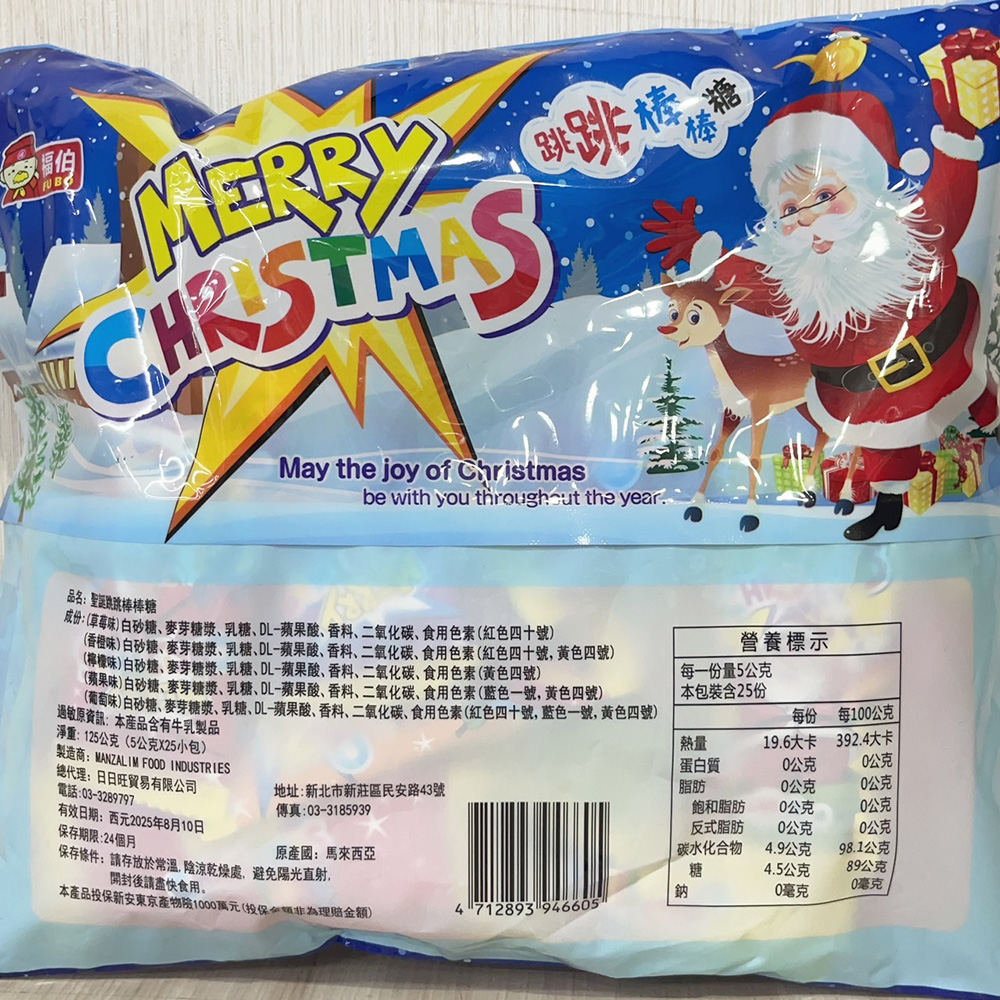 福伯
FUBO
MERRY
CHRISTMAS
跳跳棒棒糖
May the joy of Christmas
be with you throughout the year.
品名: 聖誕跳跳棒棒糖
成份:(草莓味)白砂糖、麥芽糖漿、乳糖、DL-蘋果酸、香料、二氧化碳、食用色素(紅色四十號)
(香橙味)白砂糖、麥芽糖漿、乳糖、DL-蘋果酸、香料、二氧化碳、食用色素(紅色四十號,黃色四號)
(檸檬味)白砂糖、麥芽糖漿、乳糖、DL-蘋果酸、香料、二氧化碳、食用色素(黃色四號)
(蘋果味)白砂糖、麥芽糖漿、乳糖、DL-蘋果酸、香料、二氧化碳、食用色素(藍色一號,黃色四號)
(葡萄味)白砂糖、麥芽糖漿、乳糖、DL-蘋果酸、香料、二氧化碳、食用色素(紅色四十號,藍色一號,黃色四號)
過敏原資訊: 本產品含有牛乳製品
淨重: 125公克 (5公克X25小包)
製造商: MANZALIM FOOD INDUSTRIES
總代理: 日日旺貿易有限公司
地址:新北市新莊區民安路43號
電話:03-3289797
傳真:03-3185939
有效日期: 西元2025年8月10日
保存期限:24個月
原產國: 馬來西亞
保存條件: 請存放於常溫,陰涼乾燥處, 避免陽光直射,
開封後請盡快食用。
本產品投保新安東京產物險1000萬元(投保金額非為理賠金額)
4 712893 946605
營養標示
每一份量5公克
本包裝含25份
每份 每100公克
熱量 19.6大卡 392.4大卡
蛋白質 0公克 0公克
脂肪 0公克 0公克
飽和脂肪 0公克 0公克
反式脂肪 0公克 0公克
碳水化合物 4.9公克 98.1公克
糖 4.5公克 89公克
鈉 0毫克 0毫克